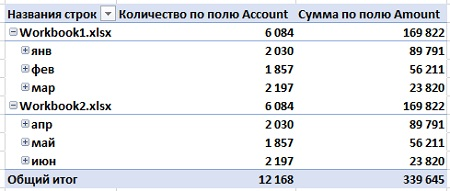 Названия строк Количество по полю Account Сумма по полю Amount
Workbook1.xlsx 6 084 169 822
янв 2 030 89 791
фев 1 857 56 211
мар 2 197 23 820
Workbook2.xlsx 6 084 169 822
апр 2 030 89 791
май 1 857 56 211
июн 2 197 23 820
Общий итог 12 168 339 645